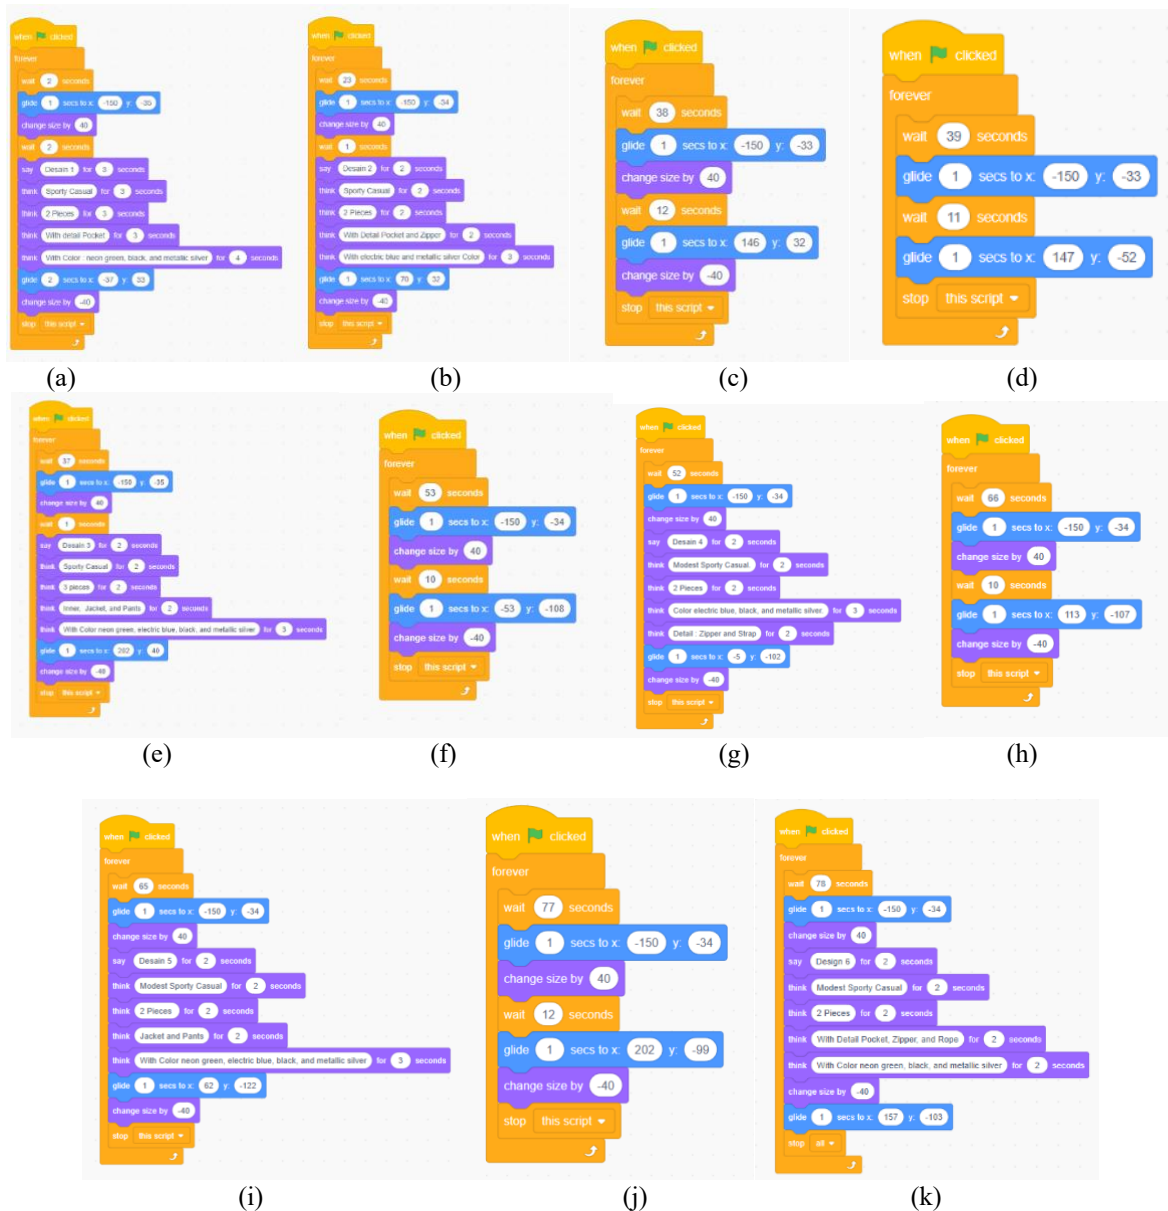 when clicked
forever
wait 2 seconds
glide 1 secs to x: -150 y: -35
change size by 40
wait 2 seconds
say Desain 1 for 3 seconds
think Sporty Casual for 3 seconds
think 2 Pieces for 3 seconds
think With detail Pocket for 3 seconds
think With Color : neon green, black, and metallic silver for 4 seconds
glide 2 secs to x: -37 y: 33
change size by -40
stop this script
(a)
when clicked
forever
wait 23 seconds
glide 1 secs to x: -150 y: -34
change size by 40
wait 1 seconds
say Desain 2 for 2 seconds
think Sporty Casual for 2 seconds
think 2 Pieces for 2 seconds
think With Detail Pocket and Zipper for 2 seconds
think With electric blue and metallic silver Color for 3 seconds
glide 1 secs to x: 70 y: 32
change size by -40
stop this script
(b)
when clicked
forever
wait 38 seconds
glide 1 secs to x: -150 y: -33
change size by 40
wait 12 seconds
glide 1 secs to x: 146 y: 32
change size by -40
stop this script
(c)
when clicked
forever
wait 39 seconds
glide 1 secs to x: -150 y: -33
wait 11 seconds
glide 1 secs to x: 147 y: -52
stop this script
(d)
when clicked
forever
wait 37 seconds
glide 1 secs to x: -150 y: -35
change size by 40
wait 1 seconds
say Desain 3 for 2 seconds
think Sporty Casual for 2 seconds
think 3 pieces for 2 seconds
think Inner, Jacket, and Pants for 2 seconds
think With Color neon green, electric blue, black, and metallic silver for 3 seconds
glide 1 secs to x: 202 y: 40
change size by -40
stop this script
(e)
when clicked
forever
wait 53 seconds
glide 1 secs to x: -150 y: -34
change size by 40
wait 10 seconds
glide 1 secs to x: -53 y: -108
change size by -40
stop this script
(f)
when clicked
forever
wait 52 seconds
glide 1 secs to x: -150 y: -34
change size by 40
say Desain 4 for 2 seconds
think Modest Sporty Casual. for 2 seconds
think 2 Pieces for 2 seconds
think Color electric blue, black, and metallic silver. for 3 seconds
think Detail : Zipper and Strap for 2 seconds
glide 1 secs to x: -5 y: -102
change size by -40
stop this script
(g)
when clicked
forever
wait 66 seconds
glide 1 secs to x: -150 y: -34
change size by 40
wait 10 seconds
glide 1 secs to x: 113 y: -107
change size by -40
stop this script
(h)
when clicked
forever
wait 65 seconds
glide 1 secs to x: -150 y: -34
change size by 40
say Desain 5 for 2 seconds
think Modest Sporty Casual for 2 seconds
think 2 Pieces for 2 seconds
think Jacket and Pants for 2 seconds
think With Color neon green, electric blue, black, and metallic silver for 3 seconds
glide 1 secs to x: 62 y: -122
change size by -40
stop this script
(i)
when clicked
forever
wait 77 seconds
glide 1 secs to x: -150 y: -34
change size by 40
wait 12 seconds
glide 1 secs to x: 202 y: -99
change size by -40
stop this script
(j)
when clicked
forever
wait 78 seconds
glide 1 secs to x: -150 y: -34
change size by 40
say Design 6 for 2 seconds
think Modest Sporty Casual for 2 seconds
think 2 Pieces for 2 seconds
think With Detail Pocket, Zipper, and Rope for 2 seconds
think With Color neon green, black, and metallic silver for 2 seconds
change size by -40
glide 1 secs to x: 157 y: -103
stop all
(k)